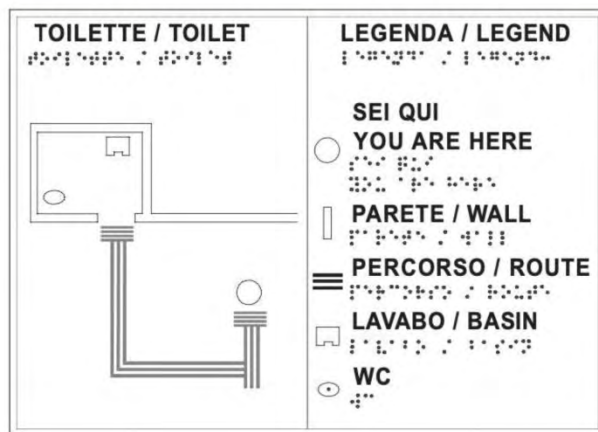 TOILETTE / TOILET
⠞⠕⠊⠇⠑⠞⠞⠑ / ⠞⠕⠊⠇⠑⠞
LEGENDA / LEGEND
SEI QUI
YOU ARE HERE
PARETE / WALL
PERCORSO / ROUTE
LAVABO / BASIN
WC